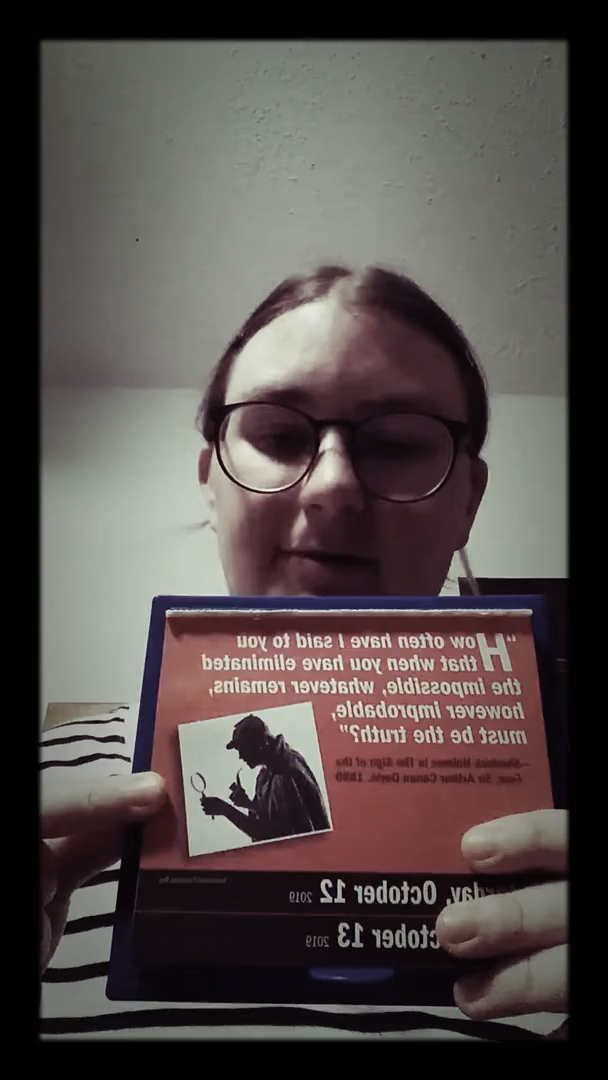 "How often have I said to you
that when you have eliminated
the impossible, whatever remains,
however improbable,
must be the truth?"
—Sherlock Holmes in The Sign of the
Four, Sir Arthur Conan Doyle, 1890
October 12 2019
October 13 2019